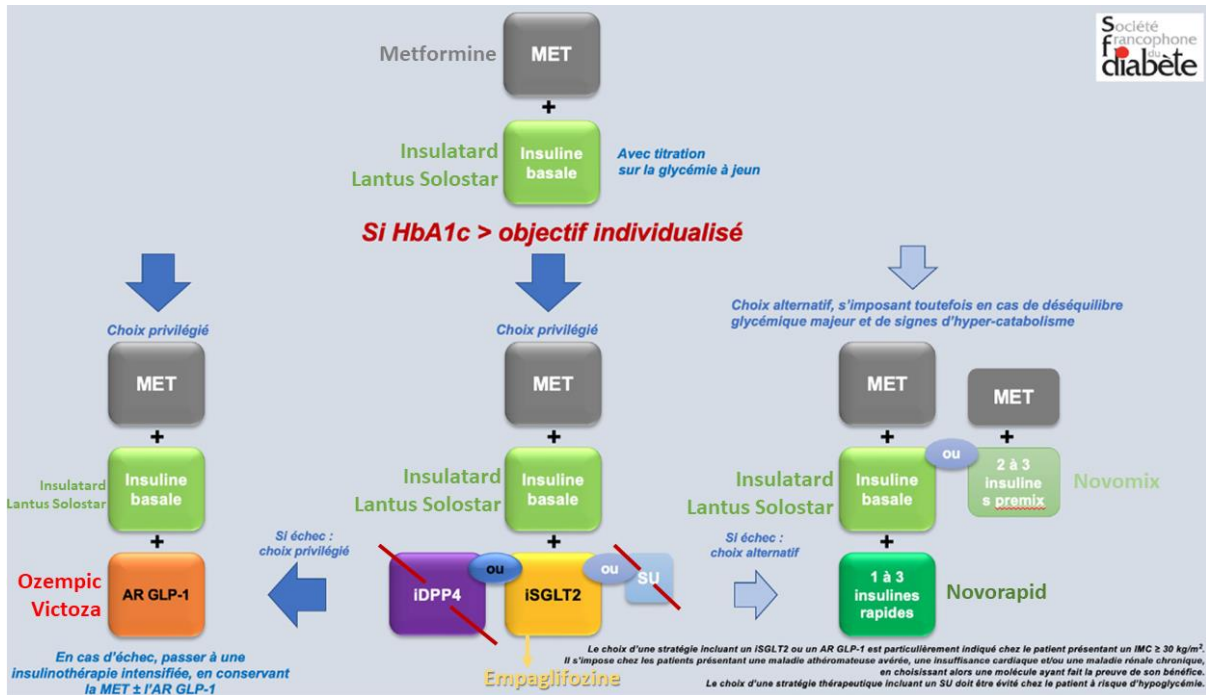 Société
francophone
du
diabète
Metformine
MET
+
Insulatard
Lantus Solostar
Insuline
basale
Avec titration
sur la glycémie à jeun
Si HbA1c > objectif individualisé
Choix privilégié
MET
+
Insulatard
Lantus Solostar
Insuline
basale
+
Ozempic
Victoza
AR GLP-1
En cas d'échec, passer à une
insulinothérapie intensifiée, en conservant
la MET ± l'AR GLP-1
Si échec :
choix privilégié
Choix privilégié
MET
+
Insulatard
Lantus Solostar
Insuline
basale
+
iDPP4
ou
iSGLT2
ou
SU
Empaglifozine
Si échec :
choix alternatif
Choix alternatif, s'imposant toutefois en cas de déséquilibre
glycémique majeur et de signes d'hyper-catabolisme
MET
+
Insulatard
Lantus Solostar
Insuline
basale
ou
MET
+
2 à 3
insuline
s premix
Novomix
+
1 à 3
insulines
rapides
Novorapid
Le choix d'une stratégie incluant un iSGLT2 ou un AR GLP-1 est particulièrement indiqué chez le patient présentant un IMC ≥ 30 kg/m².
Il s'impose chez les patients présentant une maladie athéromateuse avérée, une insuffisance cardiaque et/ou une maladie rénale chronique,
en choisissant alors une molécule ayant fait la preuve de son bénéfice.
Le choix d'une stratégie thérapeutique incluant un SU doit être évité chez le patient à risque d'hypoglycémie.